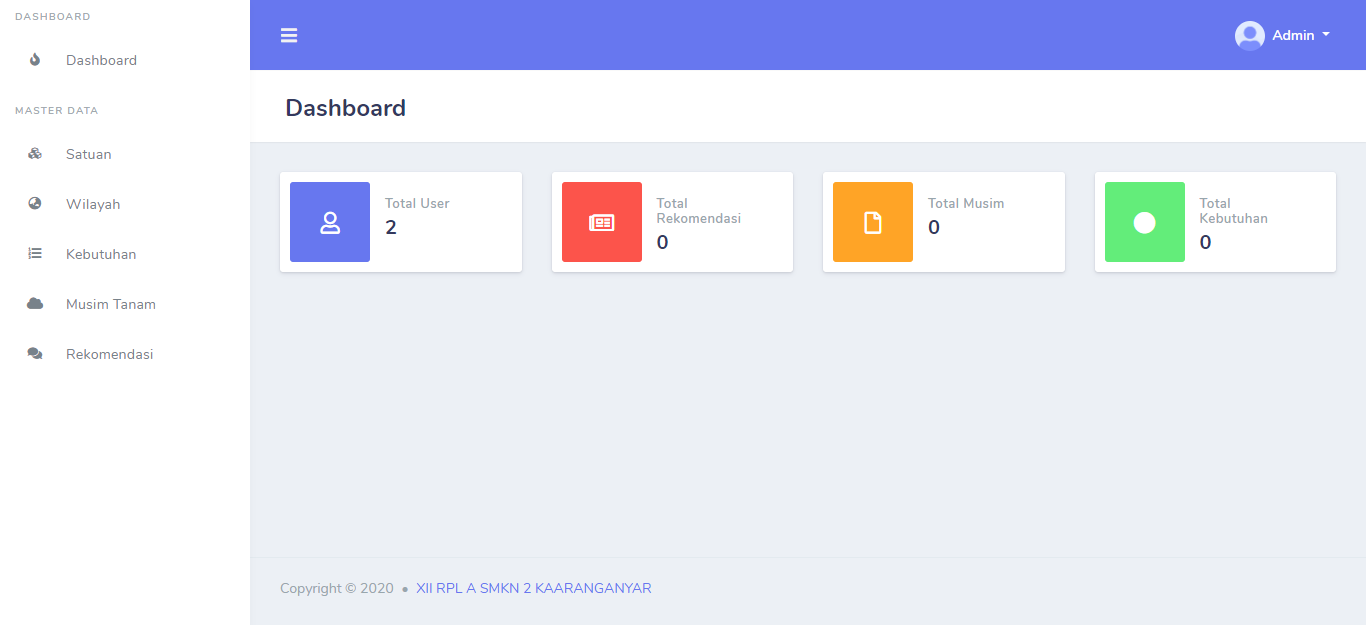 DASHBOARD
Dashboard
MASTER DATA
Satuan
Wilayah
Kebutuhan
Musim Tanam
Rekomendasi
Admin
Dashboard
Total User
2
Total
Rekomendasi
0
Total Musim
0
Total
Kebutuhan
0
Copyright © 2020 • XII RPL A SMKN 2 KAARANGANYAR